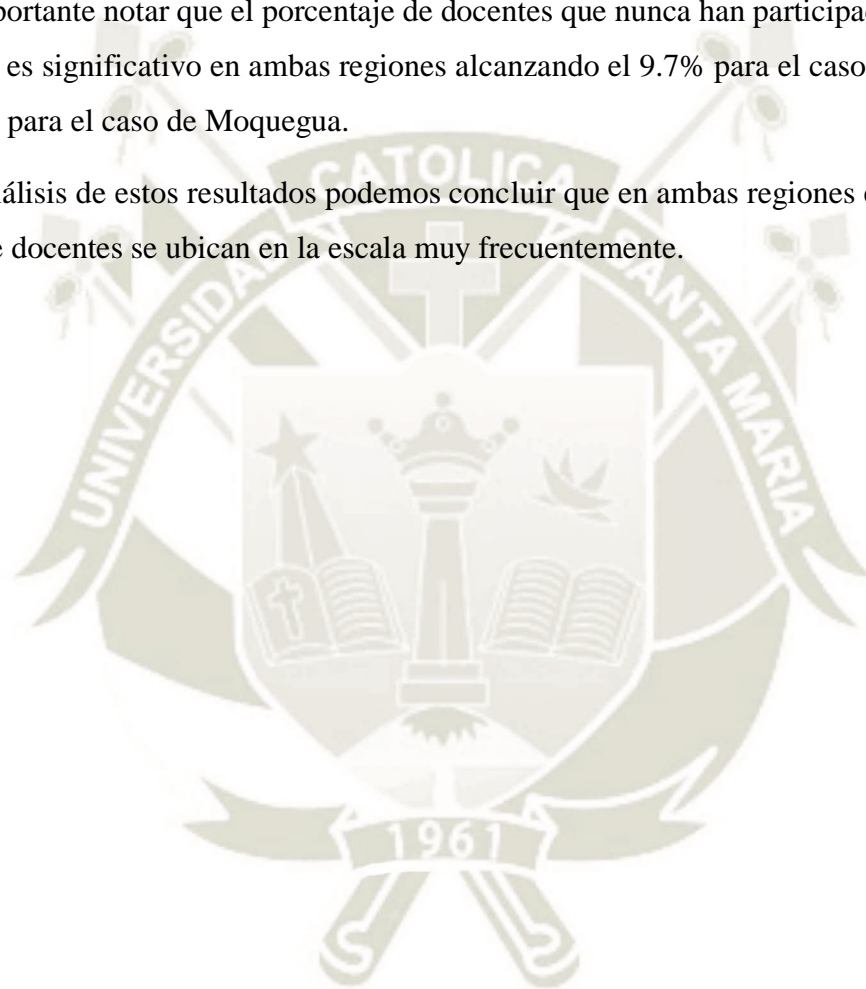 portante notar que el porcentaje de docentes que nunca han participad
es significativo en ambas regiones alcanzando el 9.7% para el caso
para el caso de Moquegua.
nálisis de estos resultados podemos concluir que en ambas regiones
e docentes se ubican en la escala muy frecuentemente.
UNIVERSIDAD CATOLICA SANTA MARIA
1961